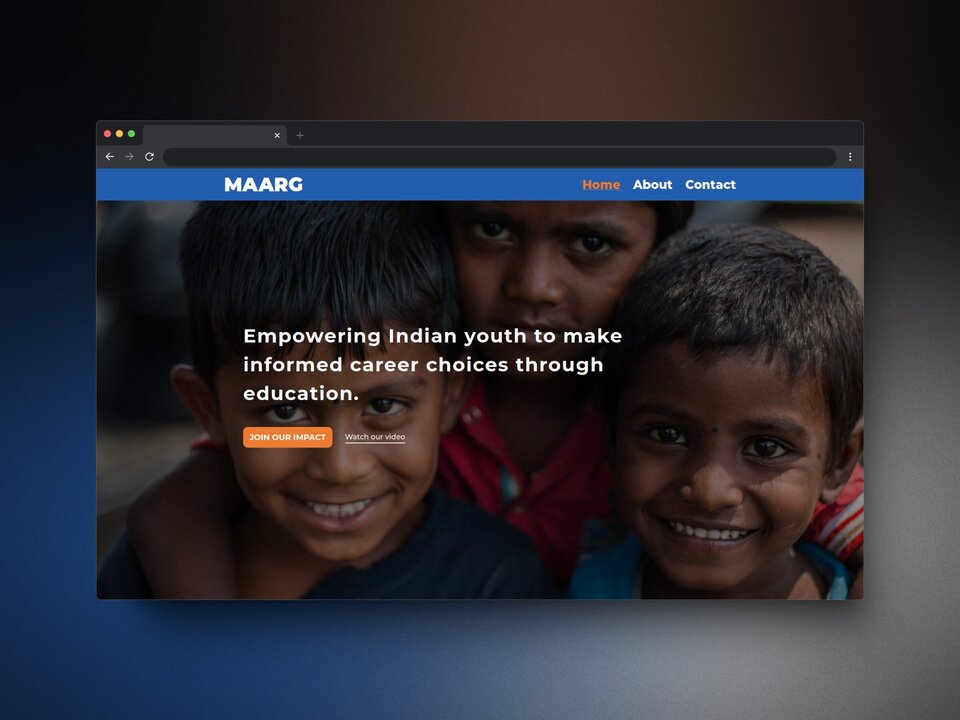 MAARG
Home About Contact
Empowering Indian youth to make
informed career choices through
education.
JOIN OUR IMPACT Watch our video